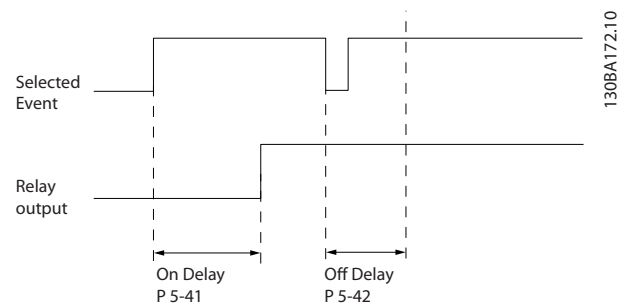 130BA172.10
Selected
Event
Relay
output
On Delay
P 5-41
Off Delay
P 5-42